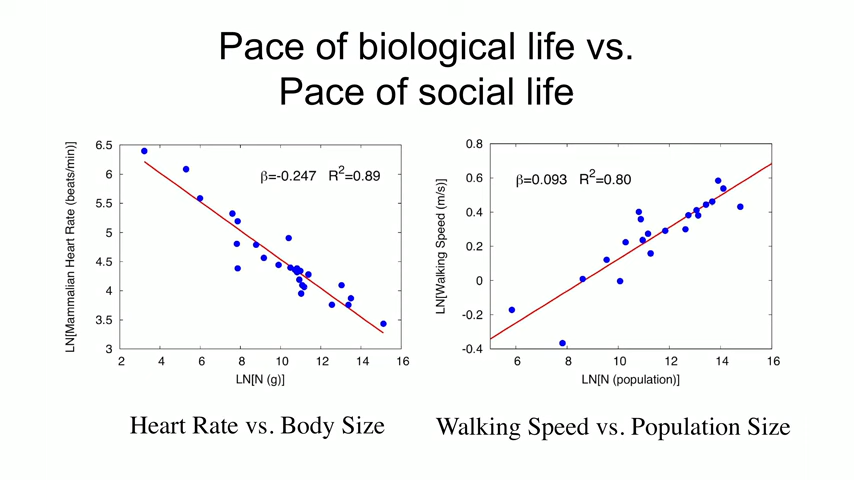 Pace of biological life vs.
Pace of social life
LN[Mammalian Heart Rate (beats/min)]
6.5
6
5.5
5
4.5
4
3.5
3
β=-0.247 R²=0.89
2 4 6 8 10 12 14 16
LN[N (g)]
Heart Rate vs. Body Size
LN[Walking Speed (m/s)]
0.8
0.6
0.4
0.2
0
-0.2
-0.4
β=0.093 R²=0.80
6 8 10 12 14 16
LN[N (population)]
Walking Speed vs. Population Size